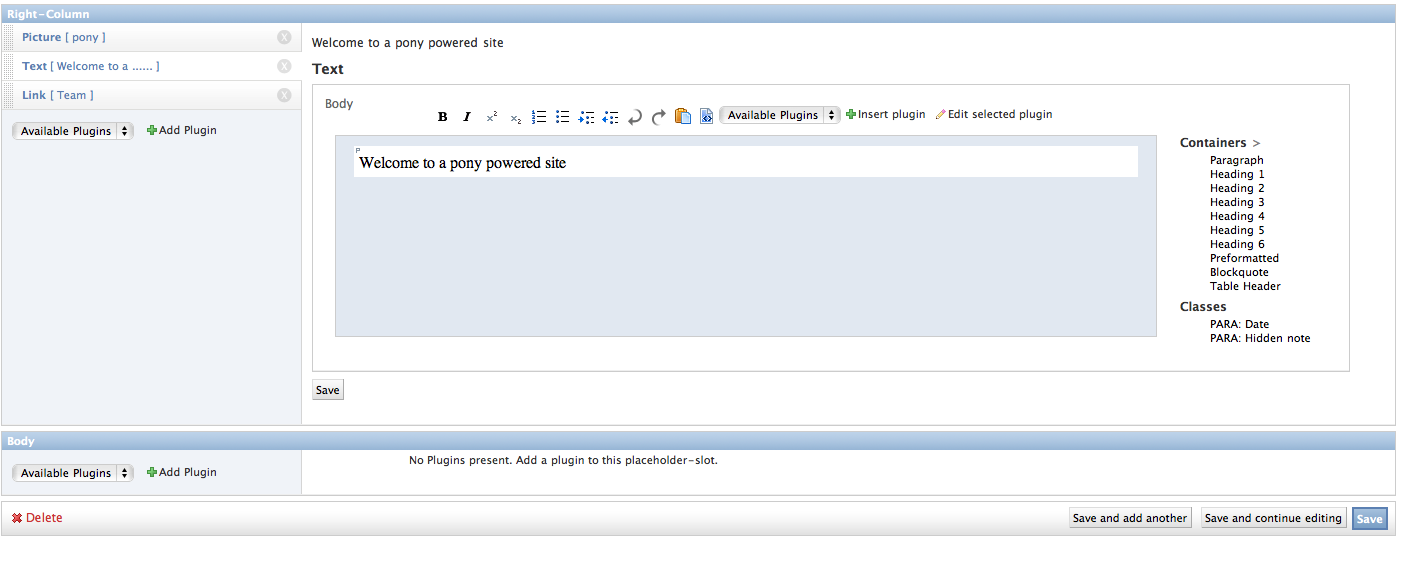 Right-Column
Picture [ pony ] X
Text [ Welcome to a ...... ] X
Link [ Team ] X
Available Plugins Add Plugin
Welcome to a pony powered site
Text
Body
B I x² x₂ Available Plugins Insert plugin Edit selected plugin
P
Welcome to a pony powered site
Containers >
Paragraph
Heading 1
Heading 2
Heading 3
Heading 4
Heading 5
Heading 6
Preformatted
Blockquote
Table Header
Classes
PARA: Date
PARA: Hidden note
Save
Body
Available Plugins Add Plugin
No Plugins present. Add a plugin to this placeholder-slot.
Delete
Save and add another Save and continue editing Save